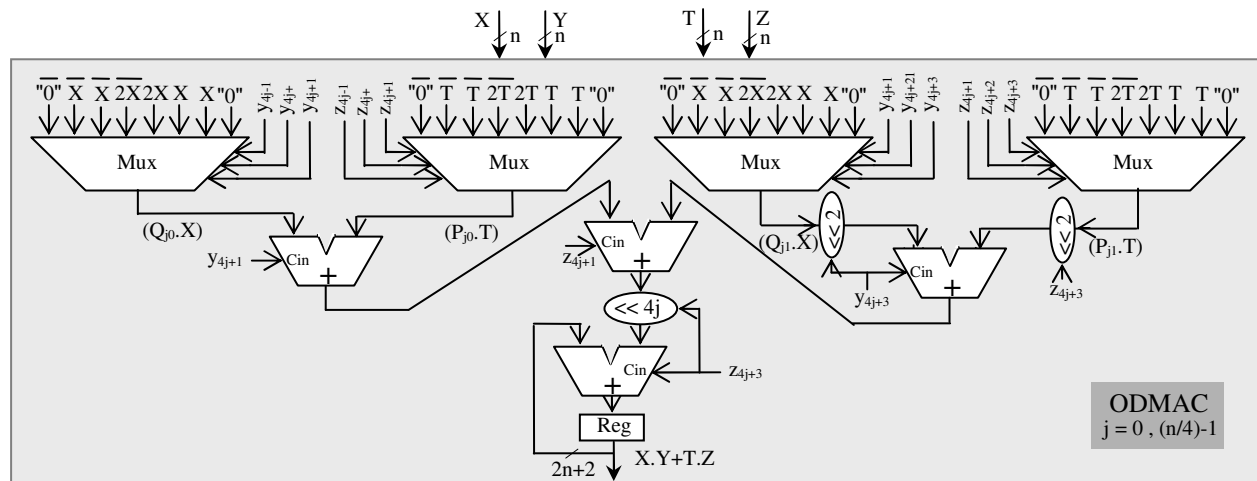 X Y T Z
n n n n
"0" X X 2X 2X X X "0"
y4j-1 y4j+ y4j+1
z4j-1 z4j+ z4j+1
"0" T T 2T 2T T T "0"
"0" X X 2X 2X X X "0"
y4j+1 y4j+21 y4j+3
z4j+1 z4j+2 z4j+3
"0" T T 2T 2T T T "0"
Mux Mux Mux Mux
(Qj0.X) (Pj0.T) (Qj1.X) << 2 << 2 (Pj1.T)
y4j+1 Cin +
z4j+1 Cin +
Cin +
y4j+3 z4j+3
<< 4j
Cin + z4j+3
Reg
2n+2 X.Y+T.Z
ODMAC
j = 0 , (n/4)-1